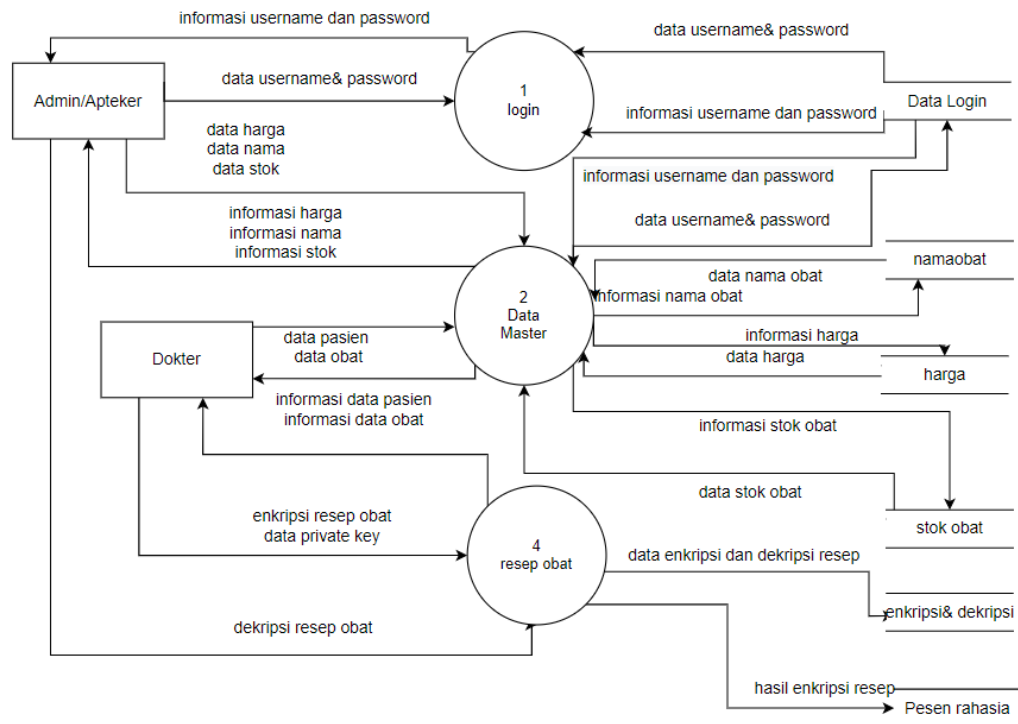 informasi username dan password
data username& password
1
login
data username& password
Admin/Apteker
Data Login
informasi username dan password
data harga
data nama
data stok
informasi username dan password
data username& password
informasi harga
informasi nama
informasi stok
namaobat
data nama obat
informasi nama obat
2
Data
Master
informasi harga
data harga
harga
Dokter
data pasien
data obat
informasi data pasien
informasi data obat
informasi stok obat
data stok obat
stok obat
enkripsi resep obat
data private key
4
resep obat
data enkripsi dan dekripsi resep
enkripsi& dekripsi
dekripsi resep obat
hasil enkripsi resep
Pesen rahasia